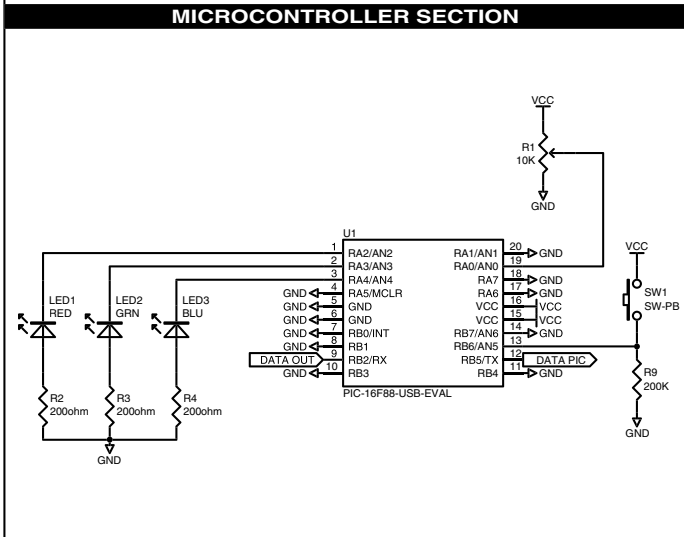 MICROCONTROLLER SECTION
VCC
R1
10K
GND
U1
1 RA2/AN2 RA1/AN1 20 GND
2 RA3/AN3 RA0/AN0 19
3 RA4/AN4 RA7 18 GND
GND 4 RA5/MCLR RA6 17 GND
GND 5 GND VCC 16 VCC
GND 6 GND VCC 15 VCC
GND 7 RB0/INT RB7/AN6 14 GND
GND 8 RB1 RB6/AN5 13
DATA OUT 9 RB2/RX RB5/TX 12 DATA PIC
GND 10 RB3 RB4 11 GND
PIC-16F88-USB-EVAL
LED1
RED
LED2
GRN
LED3
BLU
R2
200ohm
R3
200ohm
R4
200ohm
GND
VCC
SW1
SW-PB
R9
200K
GND